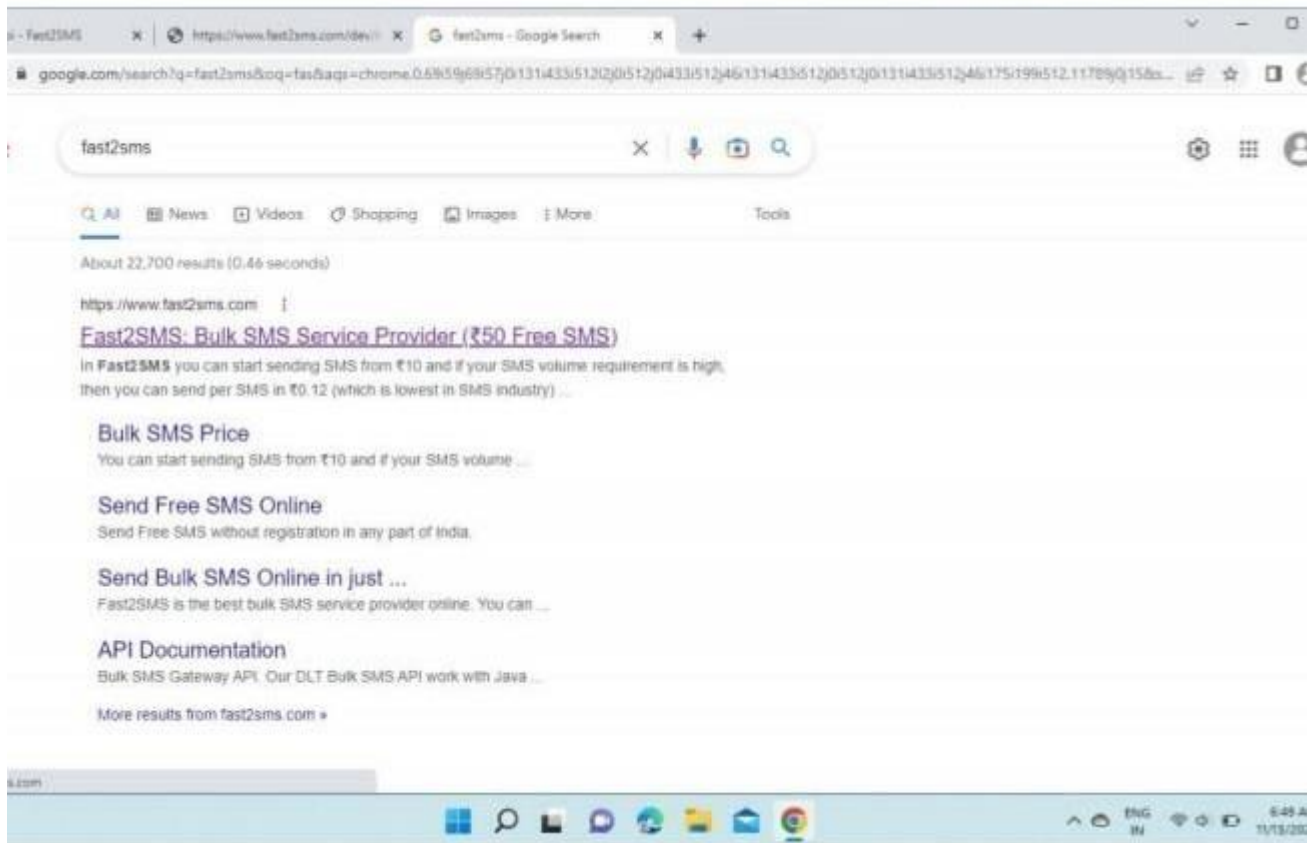 - Fast2SMS
https://www.fast2sms.com/dev/
fast2sms - Google Search
fast2sms
All News Videos Shopping Images More Tools
About 22,700 results (0.46 seconds)
https://www.fast2sms.com
Fast2SMS: Bulk SMS Service Provider (₹50 Free SMS)
In Fast2SMS you can start sending SMS from ₹10 and if your SMS volume requirement is high,
then you can send per SMS in ₹0.12 (which is lowest in SMS industry) ...
Bulk SMS Price
You can start sending SMS from ₹10 and if your SMS volume ...
Send Free SMS Online
Send Free SMS without registration in any part of India.
Send Bulk SMS Online in just ...
Fast2SMS is the best bulk SMS service provider online. You can ...
API Documentation
Bulk SMS Gateway API. Our DLT Bulk SMS API work with Java ...
More results from fast2sms.com »
s.com
ENG
IN